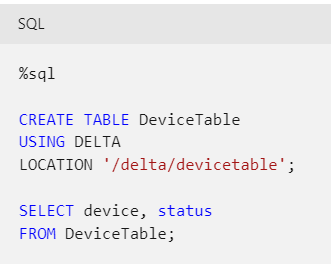 SQL
%sql
CREATE TABLE DeviceTable
USING DELTA
LOCATION '/delta/devicetable';
SELECT device, status
FROM DeviceTable;